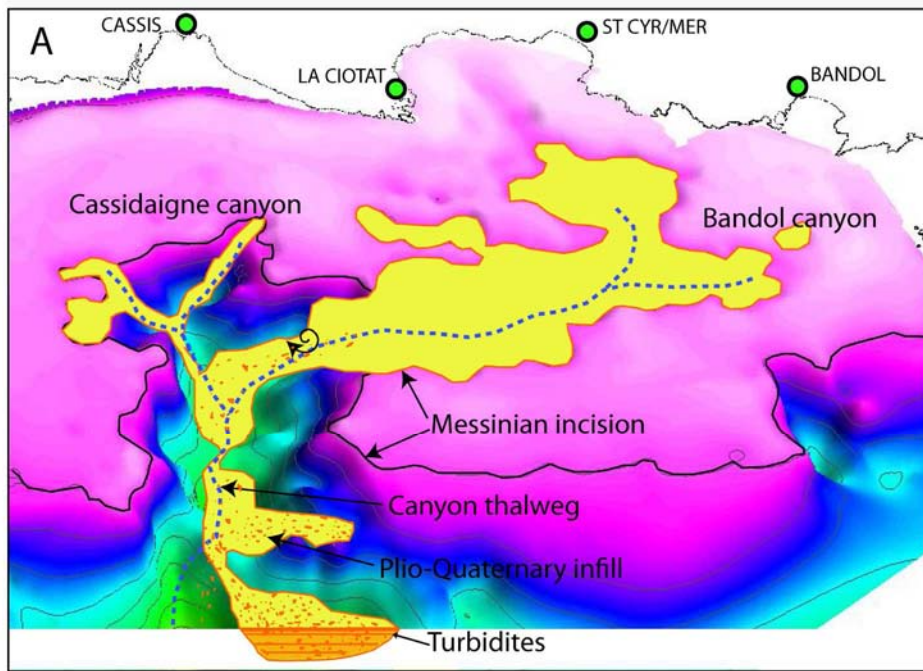 A
CASSIS
ST CYR/MER
LA CIOTAT
BANDOL
Cassidaigne canyon
Bandol canyon
Messinian incision
Canyon thalweg
Plio-Quaternary infill
Turbidites